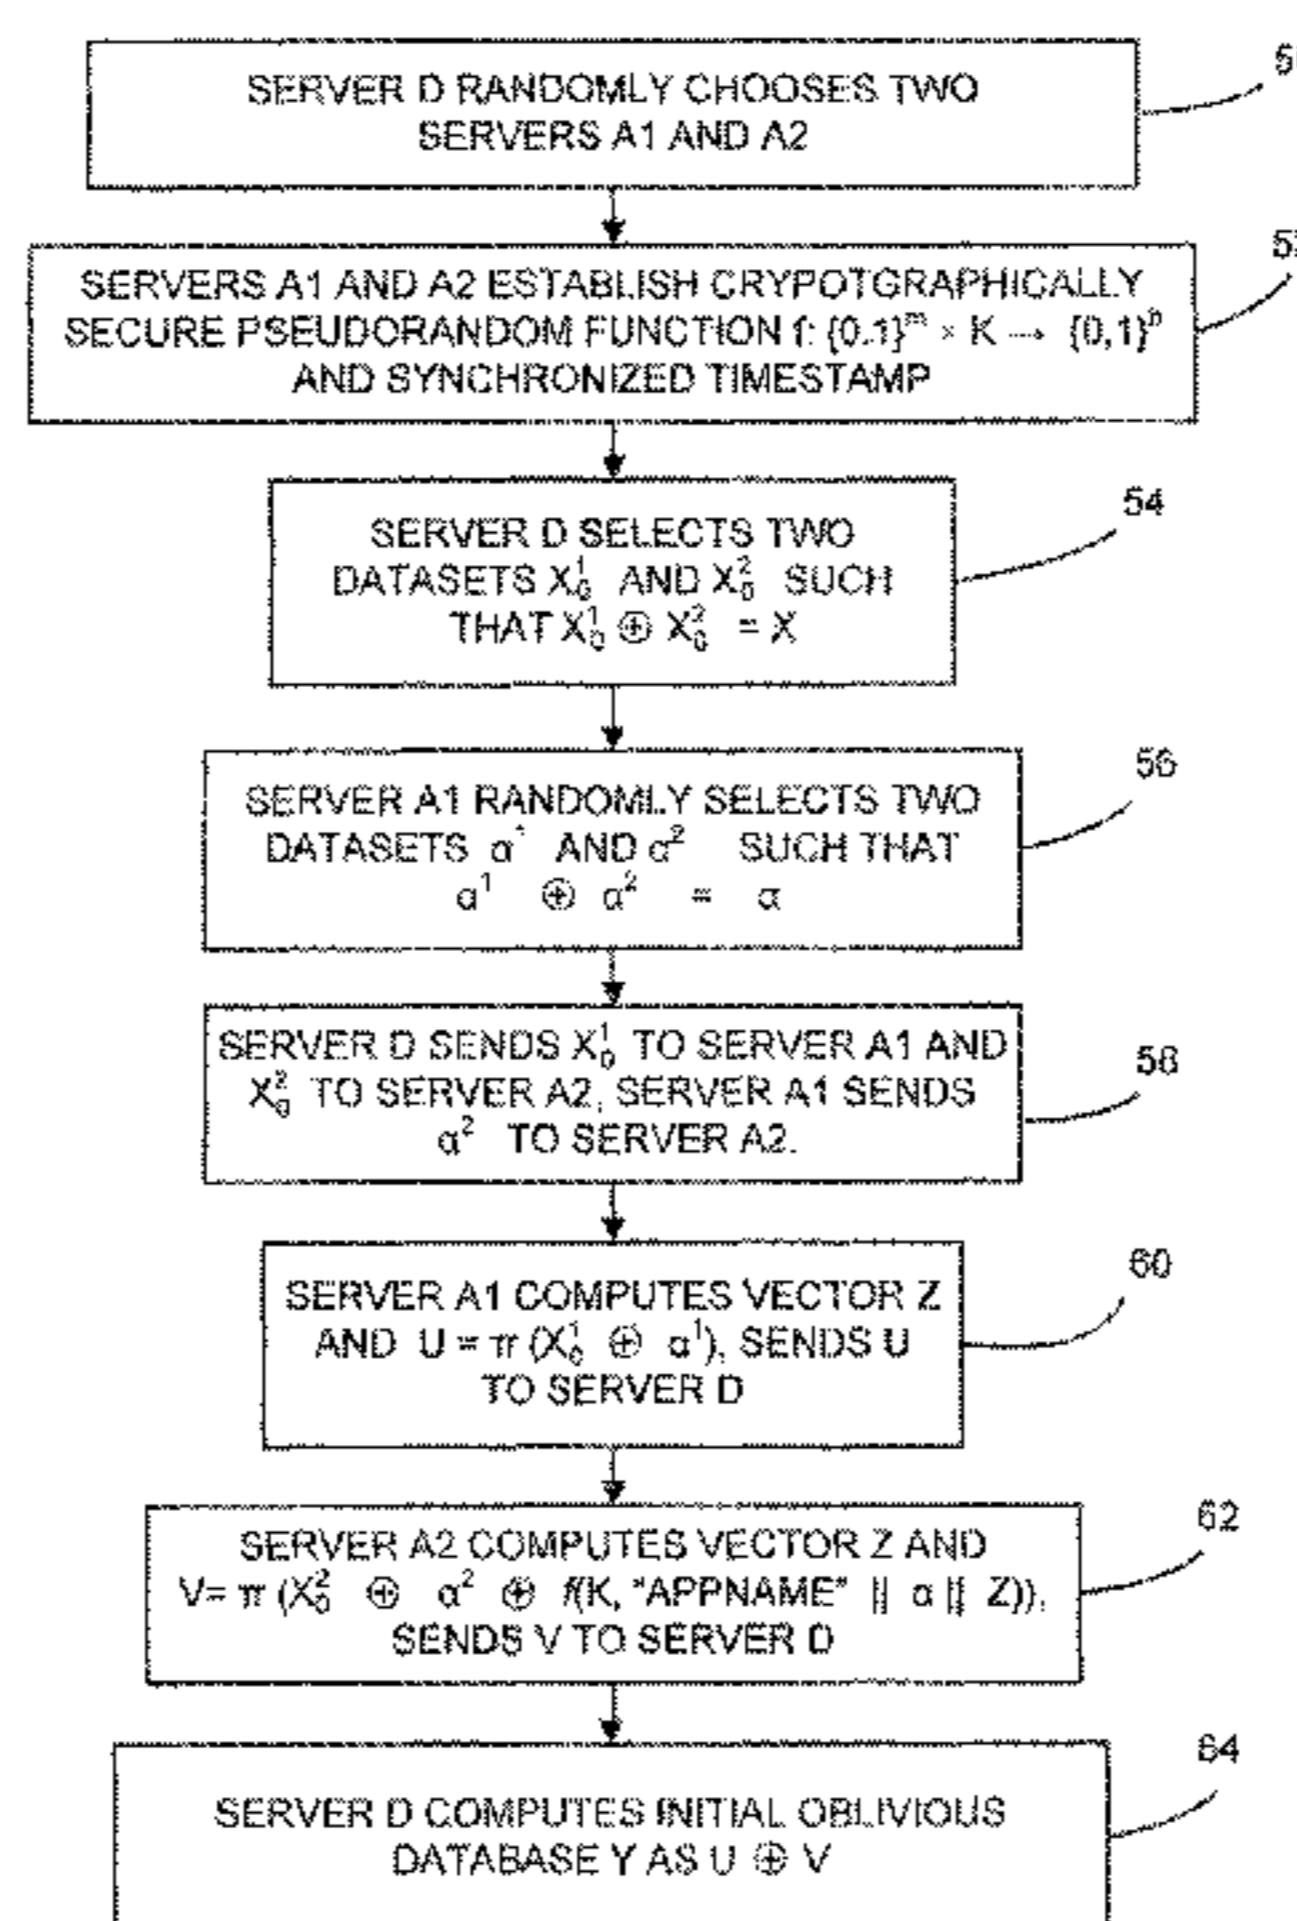 SERVER D RANDOMLY CHOOSES TWO
SERVERS A1 AND A2
SERVERS A1 AND A2 ESTABLISH CRYPOTGRAPHICALLY
SECURE PSEUDORANDOM FUNCTION f: {0,1}^m × K → {0,1}^n
AND SYNCHRONIZED TIMESTAMP
SERVER D SELECTS TWO
DATASETS X₀¹ AND X₀² SUCH
THAT X₀¹ ⊕ X₀² = X
54
SERVER A1 RANDOMLY SELECTS TWO
DATASETS α¹ AND α² SUCH THAT
α¹ ⊕ α² = α
56
SERVER D SENDS X₀¹ TO SERVER A1 AND
X₀² TO SERVER A2, SERVER A1 SENDS
α² TO SERVER A2.
58
SERVER A1 COMPUTES VECTOR Z
AND U = π (X₀¹ ⊕ α¹), SENDS U
TO SERVER D
60
SERVER A2 COMPUTES VECTOR Z AND
V= π (X₀² ⊕ α² ⊕ f(K, "APPNAME" || α || Z)),
SENDS V TO SERVER D
62
SERVER D COMPUTES INITIAL OBLIVIOUS
DATABASE Y AS U ⊕ V
64